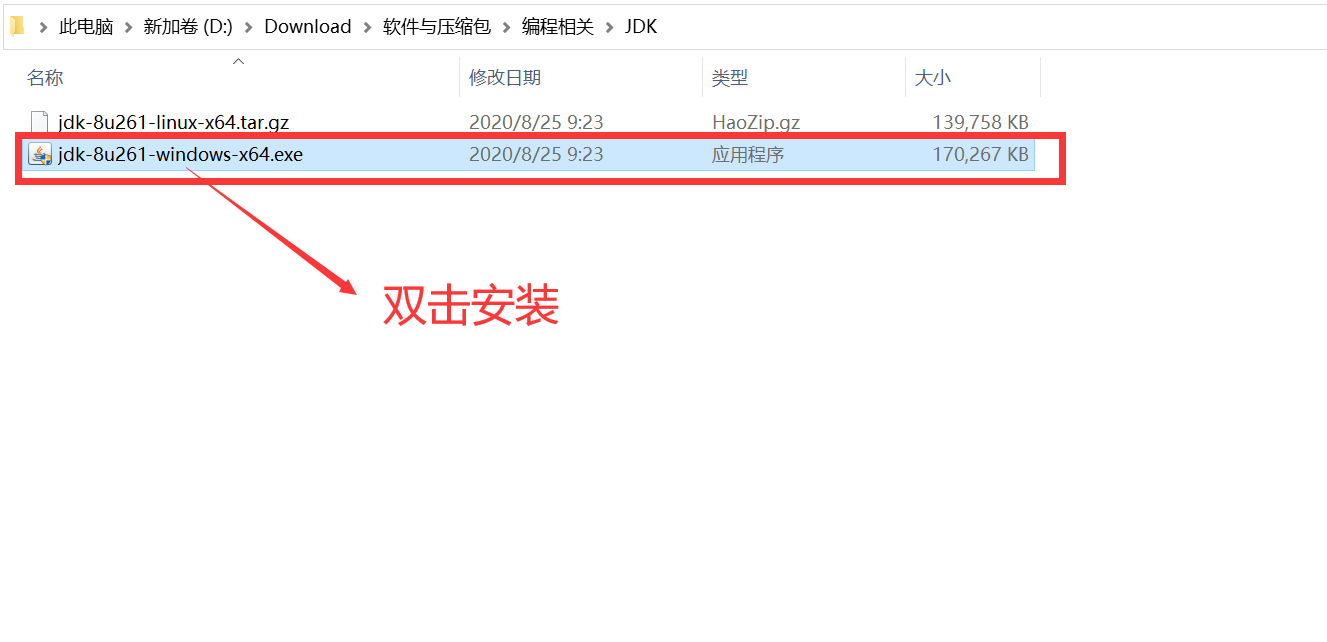 此电脑 > 新加卷 (D:) > Download > 软件与压缩包 > 编程相关 > JDK
名称 修改日期 类型 大小
jdk-8u261-linux-x64.tar.gz 2020/8/25 9:23 HaoZip.gz 139,758 KB
jdk-8u261-windows-x64.exe 2020/8/25 9:23 应用程序 170,267 KB
双击安装